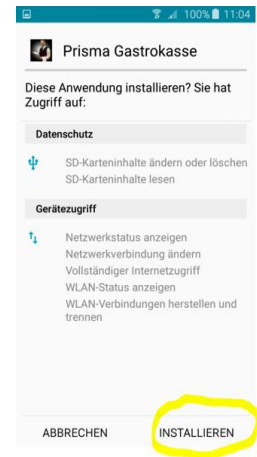 100% 11:04
Prisma Gastrokasse
Diese Anwendung installieren? Sie hat
Zugriff auf:
Datenschutz
SD-Karteninhalte ändern oder löschen
SD-Karteninhalte lesen
Gerätezugriff
Netzwerkstatus anzeigen
Netzwerkverbindung ändern
Vollständiger Internetzugriff
WLAN-Status anzeigen
WLAN-Verbindungen herstellen und
trennen
ABBRECHEN INSTALLIEREN